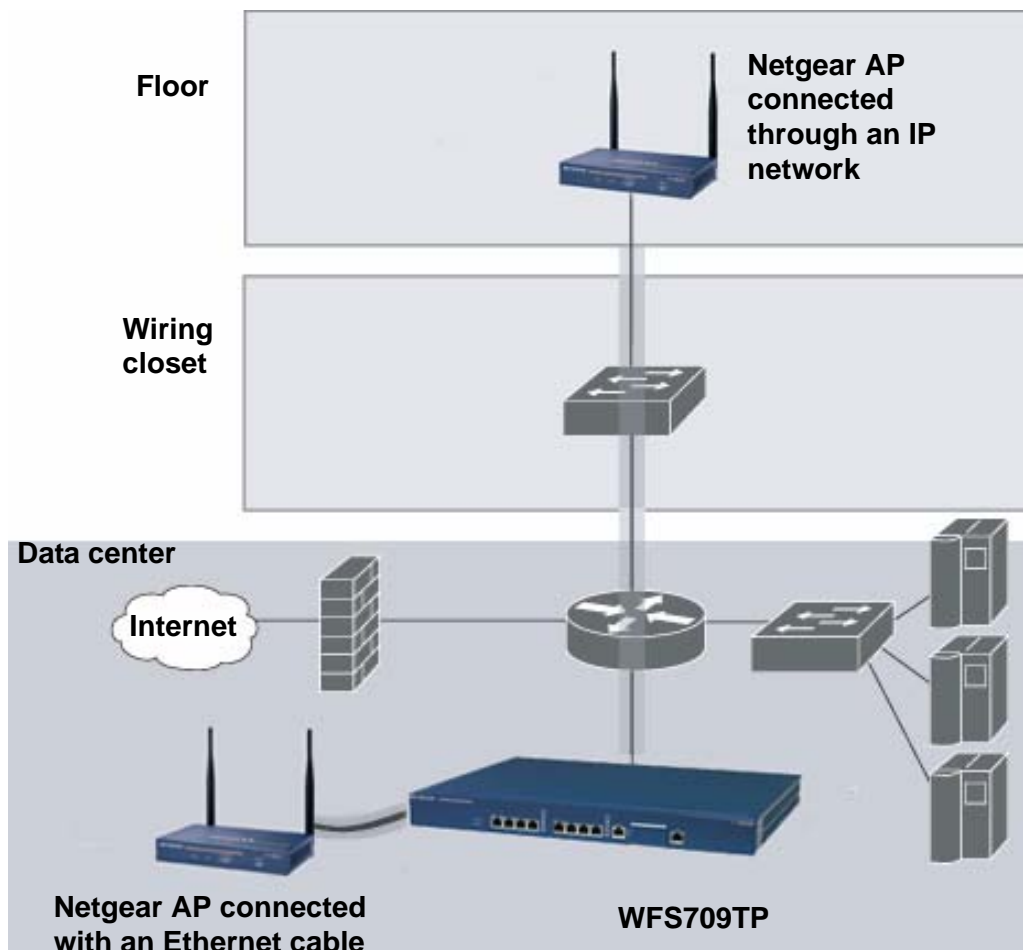 Floor
Netgear AP
connected
through an IP
network
Wiring
closet
Data center
Internet
Netgear AP connected
with an Ethernet cable
WFS709TP